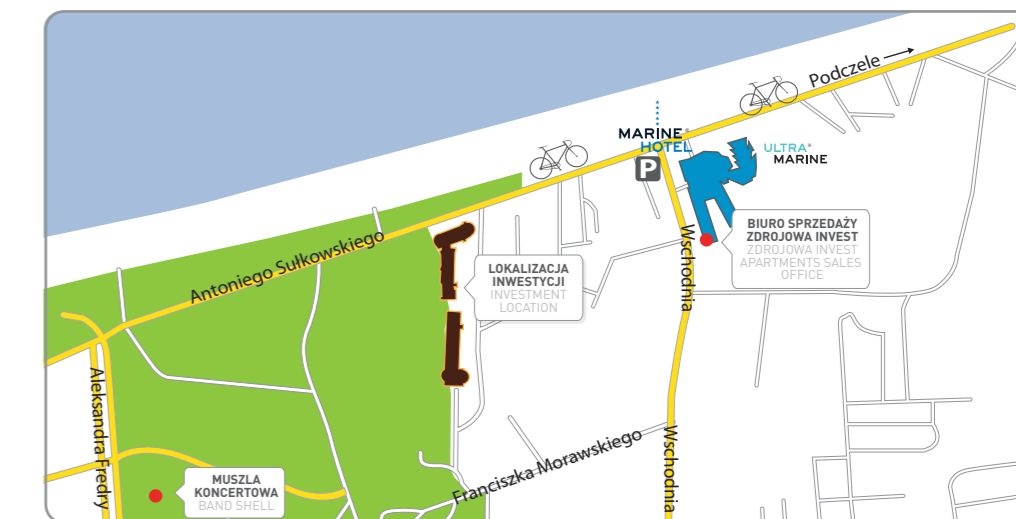 Podczele
MARINE
HOTEL
P
ULTRA
MARINE
BIURO SPRZEDAŻY
ZDROJOWA INVEST
ZDROJOWA INVEST
APARTMENTS SALES
OFFICE
Wschodnia
Antoniego Sułkowskiego
LOKALIZACJA
INWESTYCJI
INVESTMENT
LOCATION
Aleksandra Fredry
Franciszka Morawskiego
Wschodnia
MUSZLA
KONCERTOWA
BAND SHELL